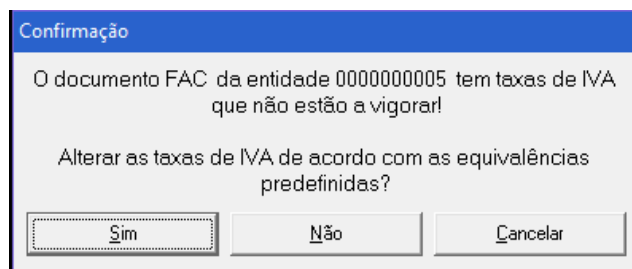 Confirmação
O documento FAC da entidade 0000000005 tem taxas de IVA
que não estão a vigorar!
Alterar as taxas de IVA de acordo com as equivalências
predefinidas?
Sim
Não
Cancelar